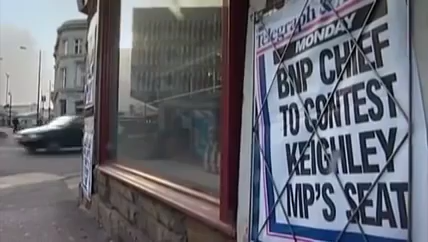 Telegraph &
MONDAY
BNP CHIEF
TO CONTEST
KEIGHLEY
MP'S SEAT